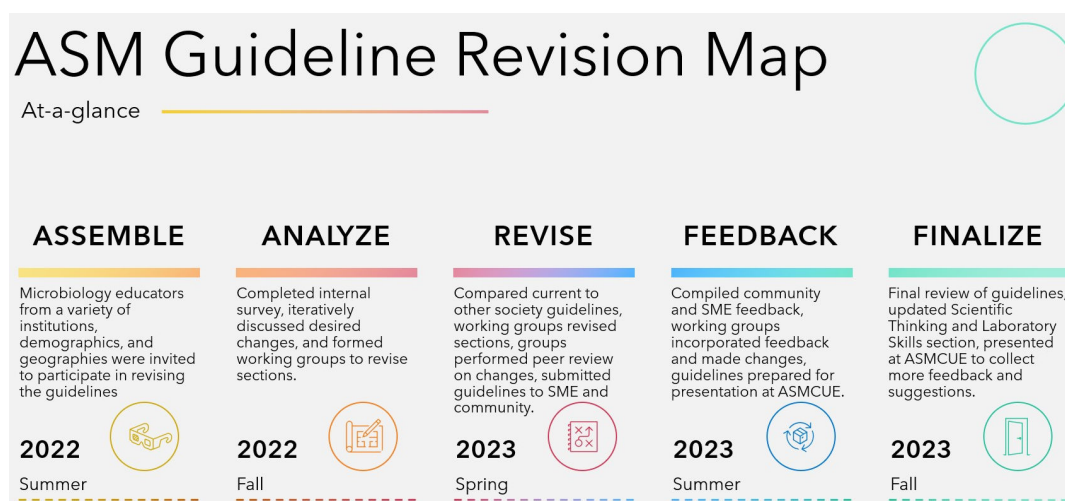 ASM Guideline Revision Map
At-a-glance
ASSEMBLE
Microbiology educators
from a variety of
institutions,
demographics, and
geographies were invited
to participate in revising
the guidelines
2022
Summer
ANALYZE
Completed internal
survey, iteratively
discussed desired
changes, and formed
working groups to revise
sections.
2022
Fall
REVISE
Compared current to
other society guidelines,
working groups revised
sections, groups
performed peer review
on changes, submitted
guidelines to SME and
community.
2023
Spring
FEEDBACK
Compiled community
and SME feedback,
working groups
incorporated feedback
and made changes,
guidelines prepared for
presentation at ASMCUE.
2023
Summer
FINALIZE
Final review of guidelines,
updated Scientific
Thinking and Laboratory
Skills section, presented
at ASMCUE to collect
more feedback and
suggestions.
2023
Fall